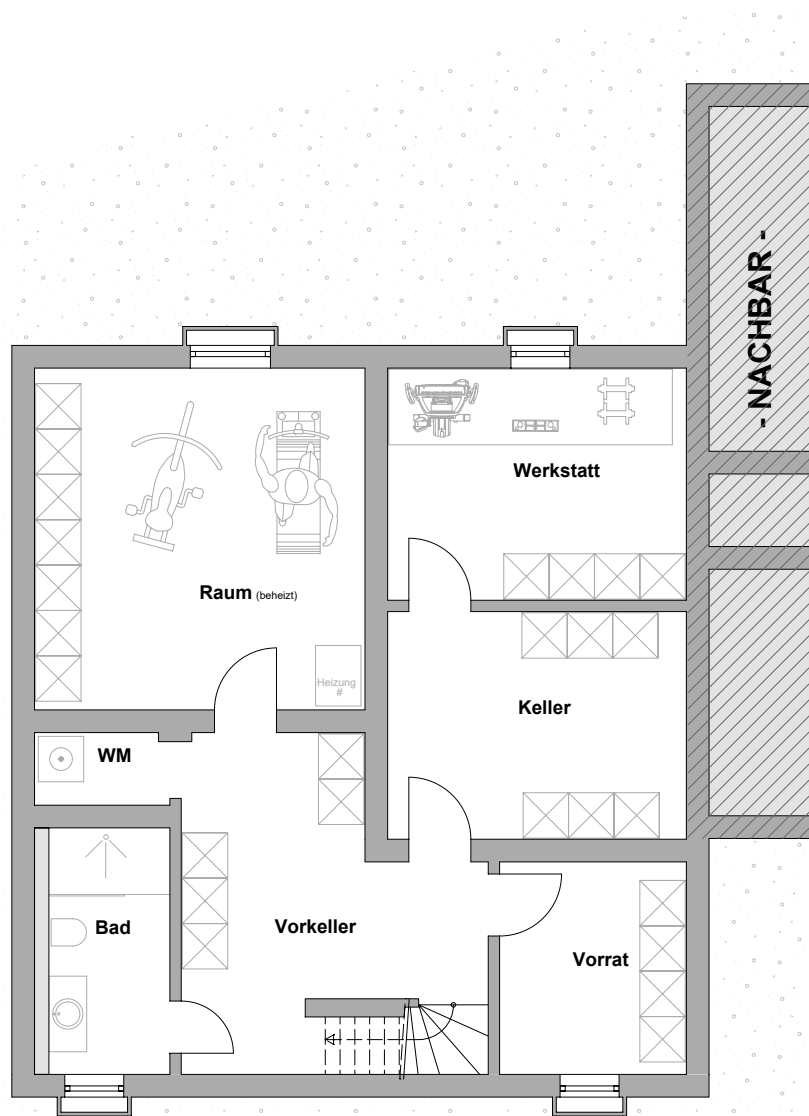 - NACHBAR -
Werkstatt
Raum (beheizt)
Heizung
#
Keller
WM
Bad
Vorkeller
Vorrat